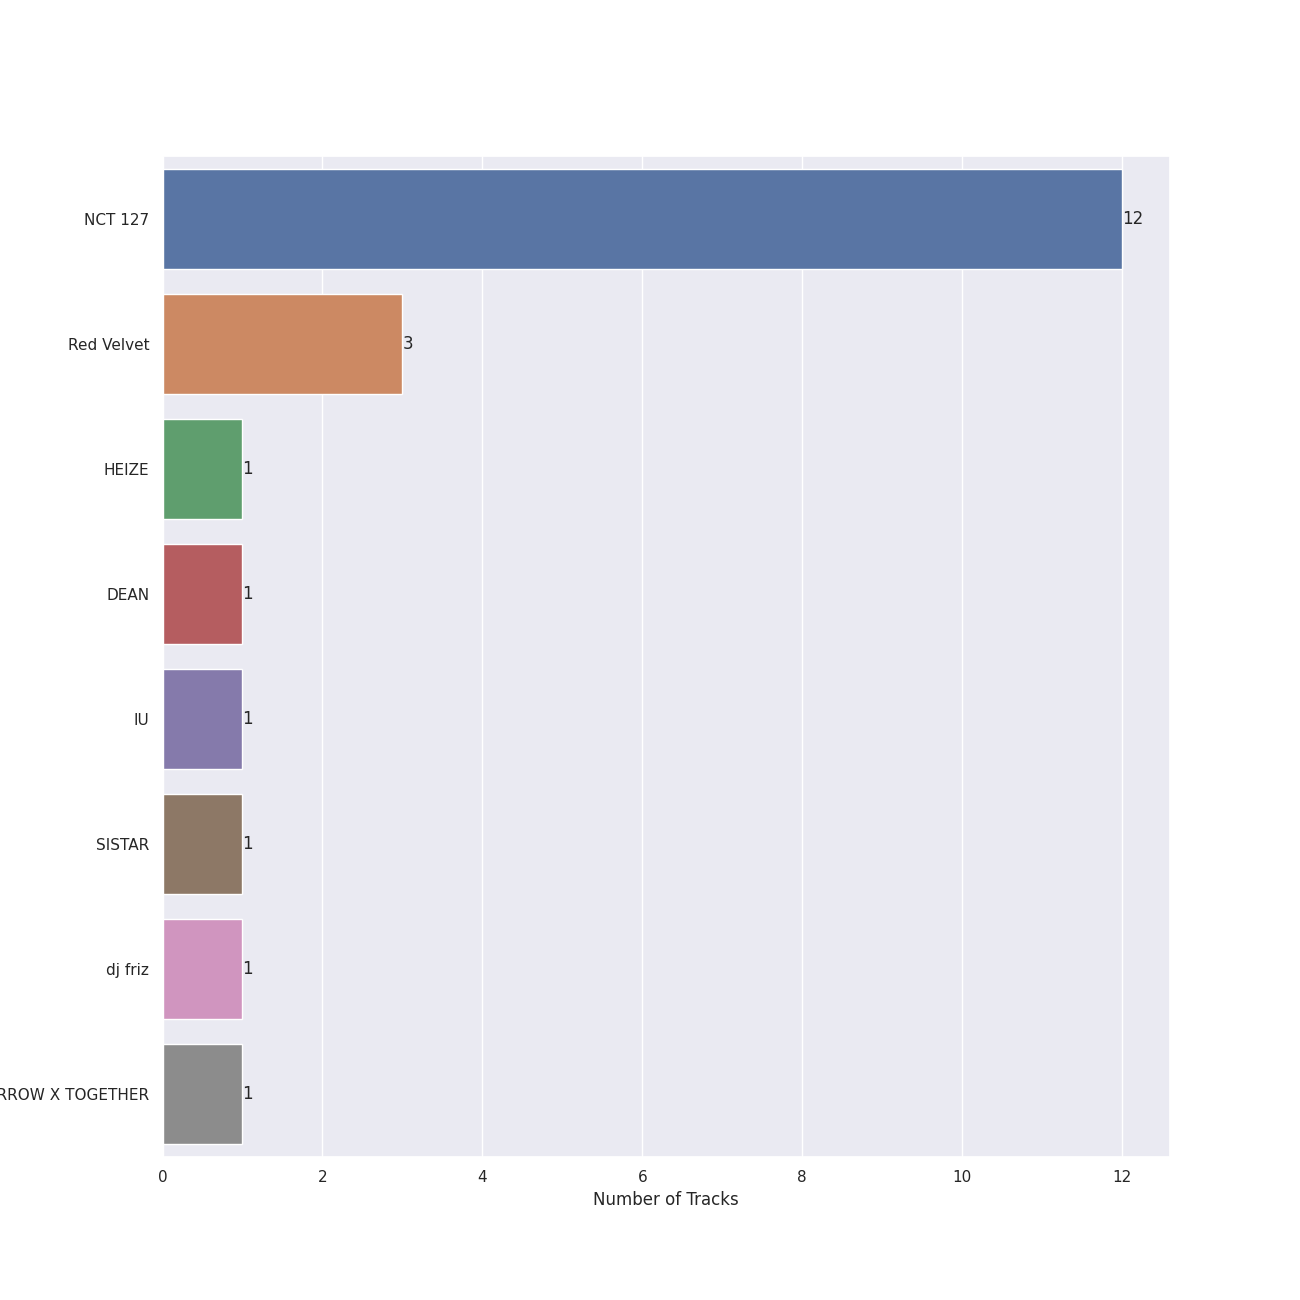 NCT 127
12
Red Velvet
3
HEIZE
1
DEAN
1
IU
1
SISTAR
1
dj friz
1
X TOGETHER
1
0 2 4 6 8 10 12
Number of Tracks